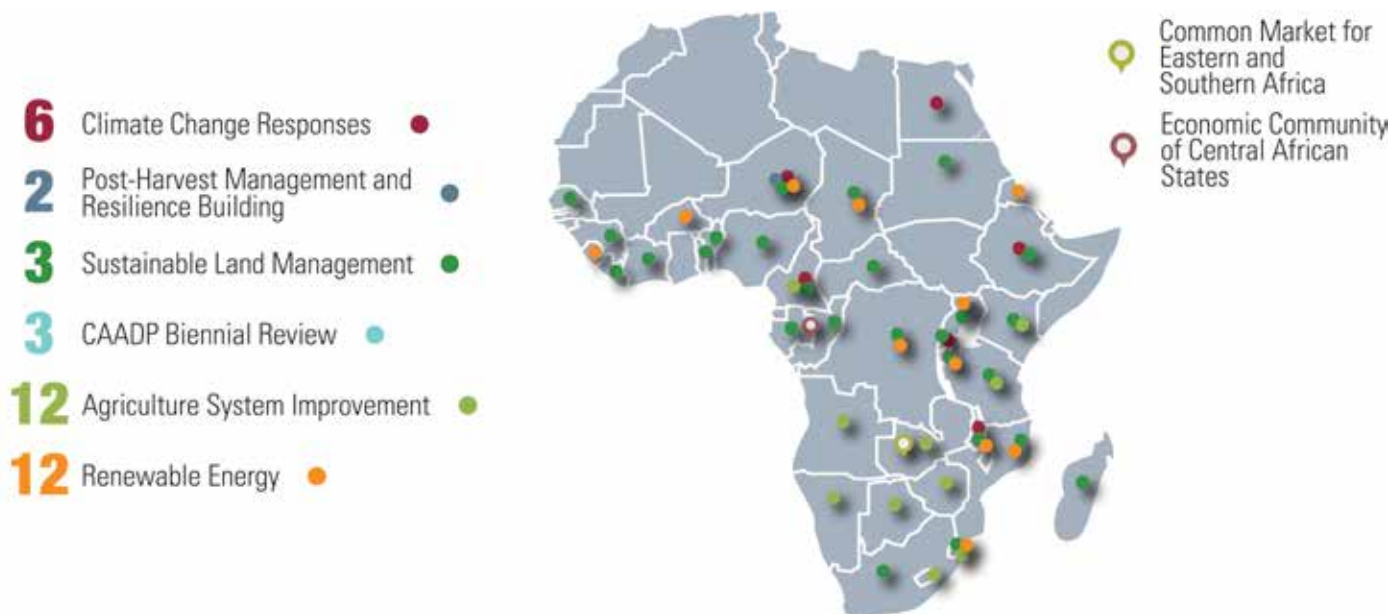 6 Climate Change Responses
2 Post-Harvest Management and
Resilience Building
3 Sustainable Land Management
3 CAADP Biennial Review
12 Agriculture System Improvement
12 Renewable Energy
Common Market for
Eastern and
Southern Africa
Economic Community
of Central African
States